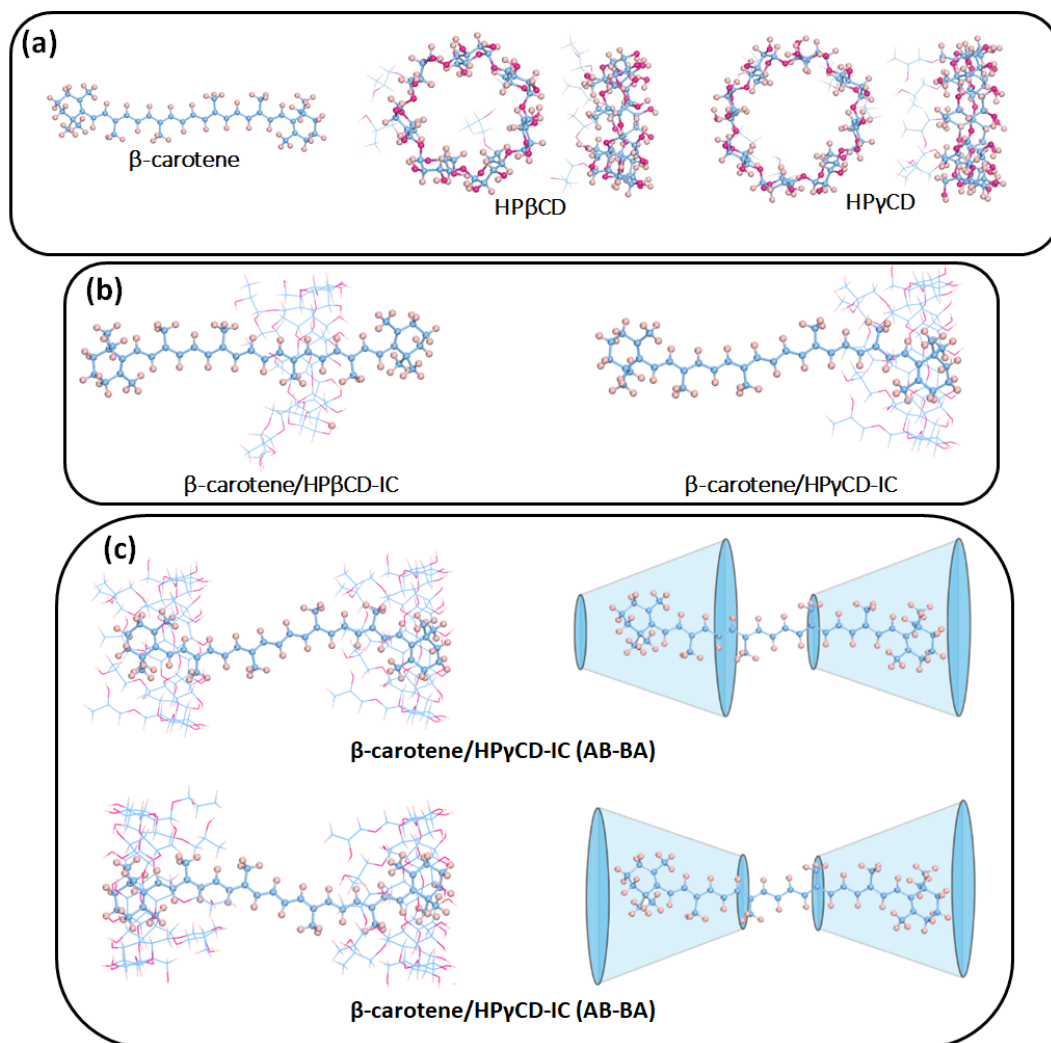 (a)
β-carotene
HPβCD
HPγCD
(b)
β-carotene/HPβCD-IC
β-carotene/HPγCD-IC
(c)
β-carotene/HPγCD-IC (AB-BA)
β-carotene/HPγCD-IC (AB-BA)